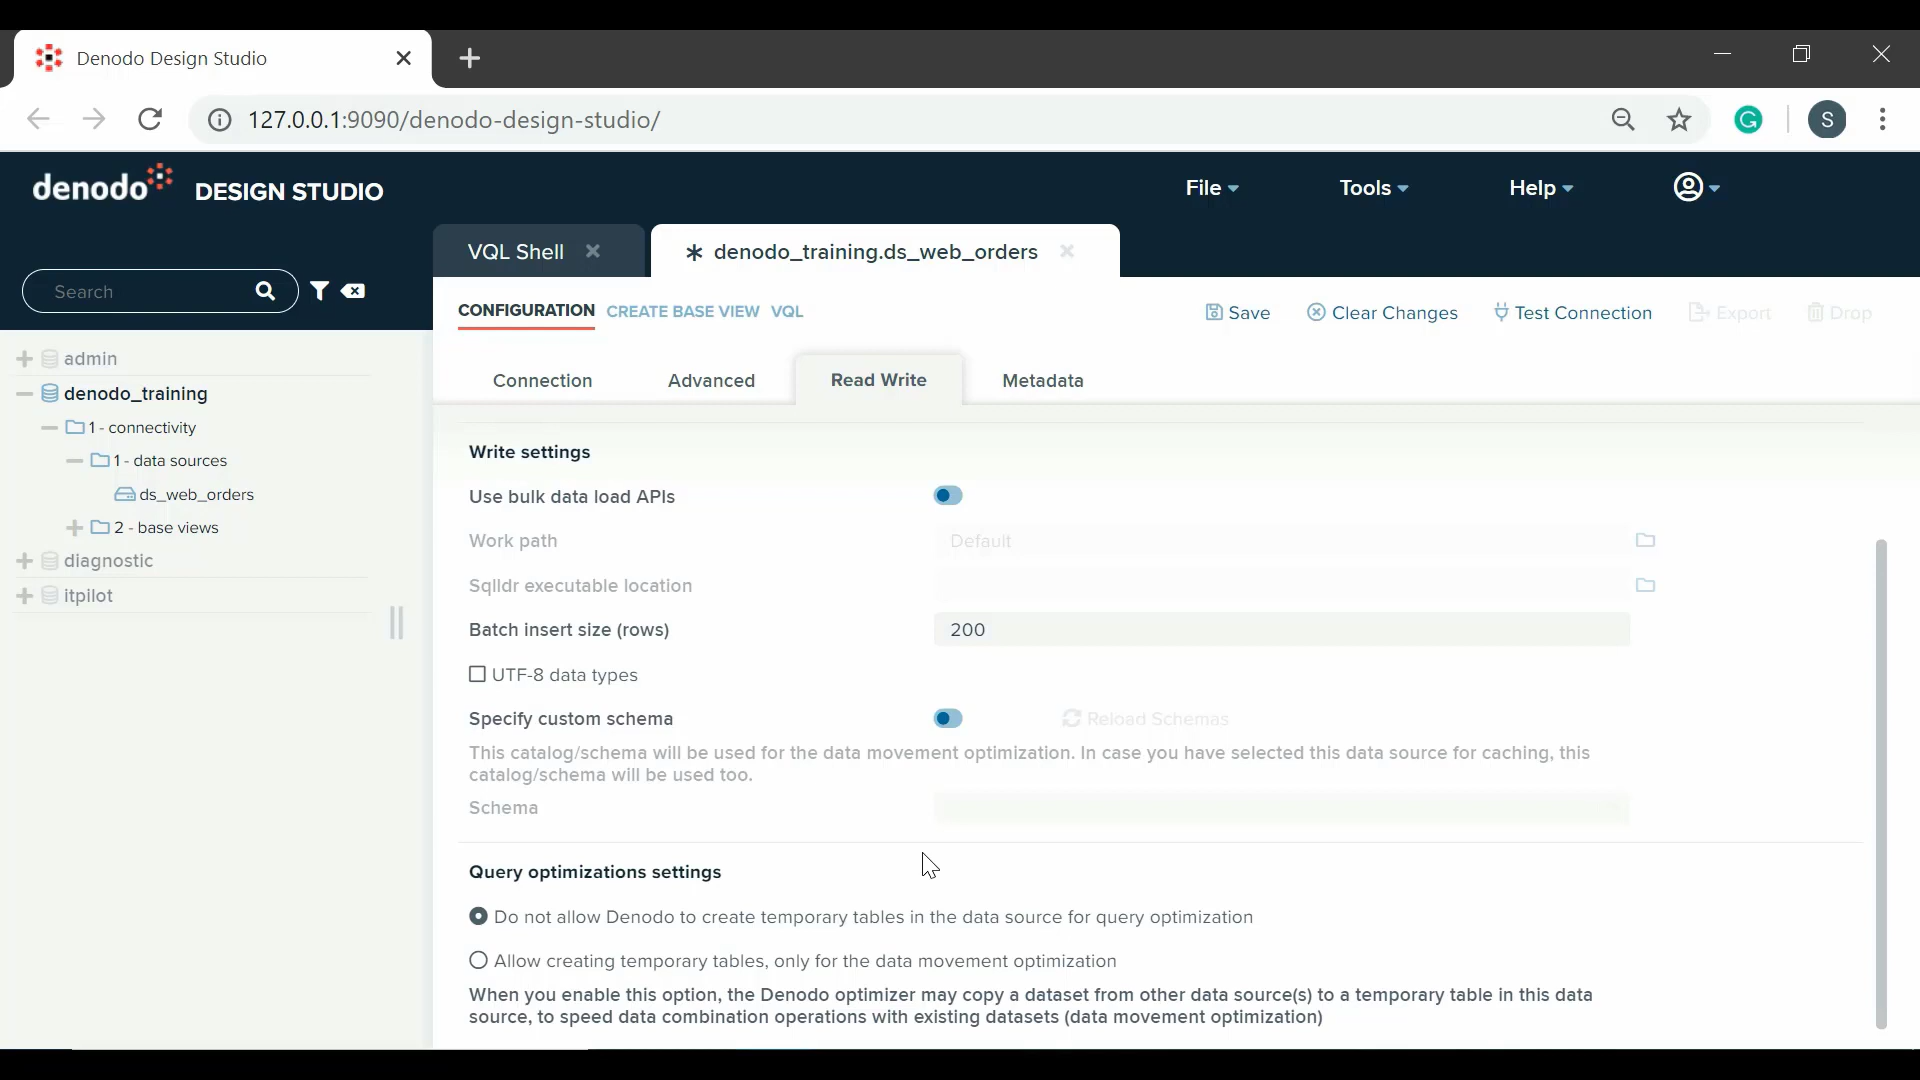 Denodo Design Studio
127.0.0.1:9090/denodo-design-studio/
S
denodo DESIGN STUDIO
File
Tools
Help
VQL Shell
* denodo_training.ds_web_orders
Search
CONFIGURATION CREATE BASE VIEW VQL
Save
Clear Changes
Test Connection
Export
Drop
admin
denodo_training
1 - connectivity
1 - data sources
ds_web_orders
2 - base views
diagnostic
itpilot
Connection
Advanced
Read Write
Metadata
Write settings
Use bulk data load APIs
Work path
Default
Sqlldr executable location
Batch insert size (rows)
200
UTF-8 data types
Specify custom schema
Reload Schemas
This catalog/schema will be used for the data movement optimization. In case you have selected this data source for caching, this
catalog/schema will be used too.
Schema
Query optimizations settings
Do not allow Denodo to create temporary tables in the data source for query optimization
Allow creating temporary tables, only for the data movement optimization
When you enable this option, the Denodo optimizer may copy a dataset from other data source(s) to a temporary table in this data
source, to speed data combination operations with existing datasets (data movement optimization)